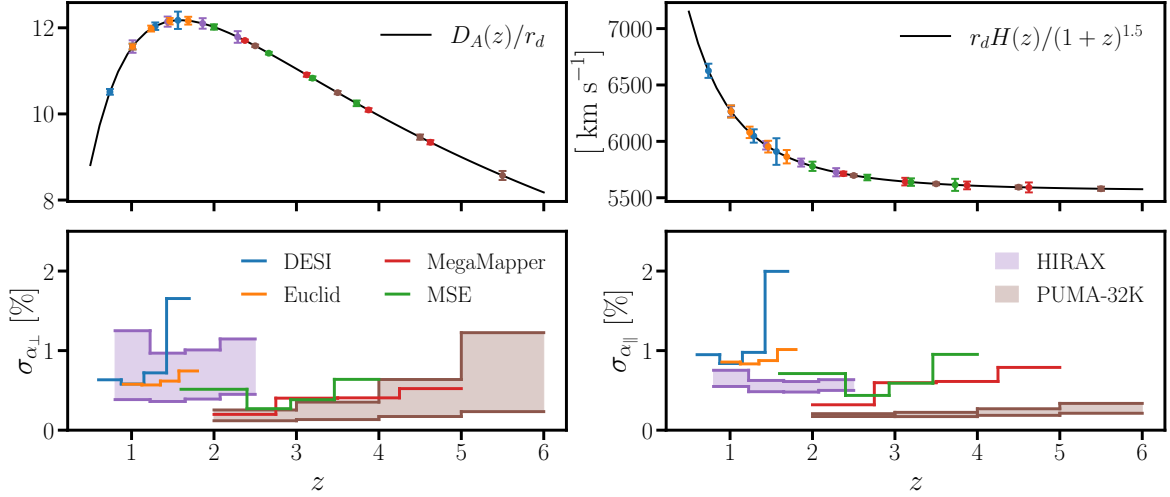 12
10
8
D_A(z)/r_d
7000
6500
6000
5500
[ km s⁻¹]
r_dH(z)/(1 + z)^1.5
2
1
0
σ_α⊥ [%]
DESI
Euclid
MegaMapper
MSE
1 2 3 4 5 6
z
2
1
0
σ_α∥ [%]
HIRAX
PUMA-32K
1 2 3 4 5 6
z